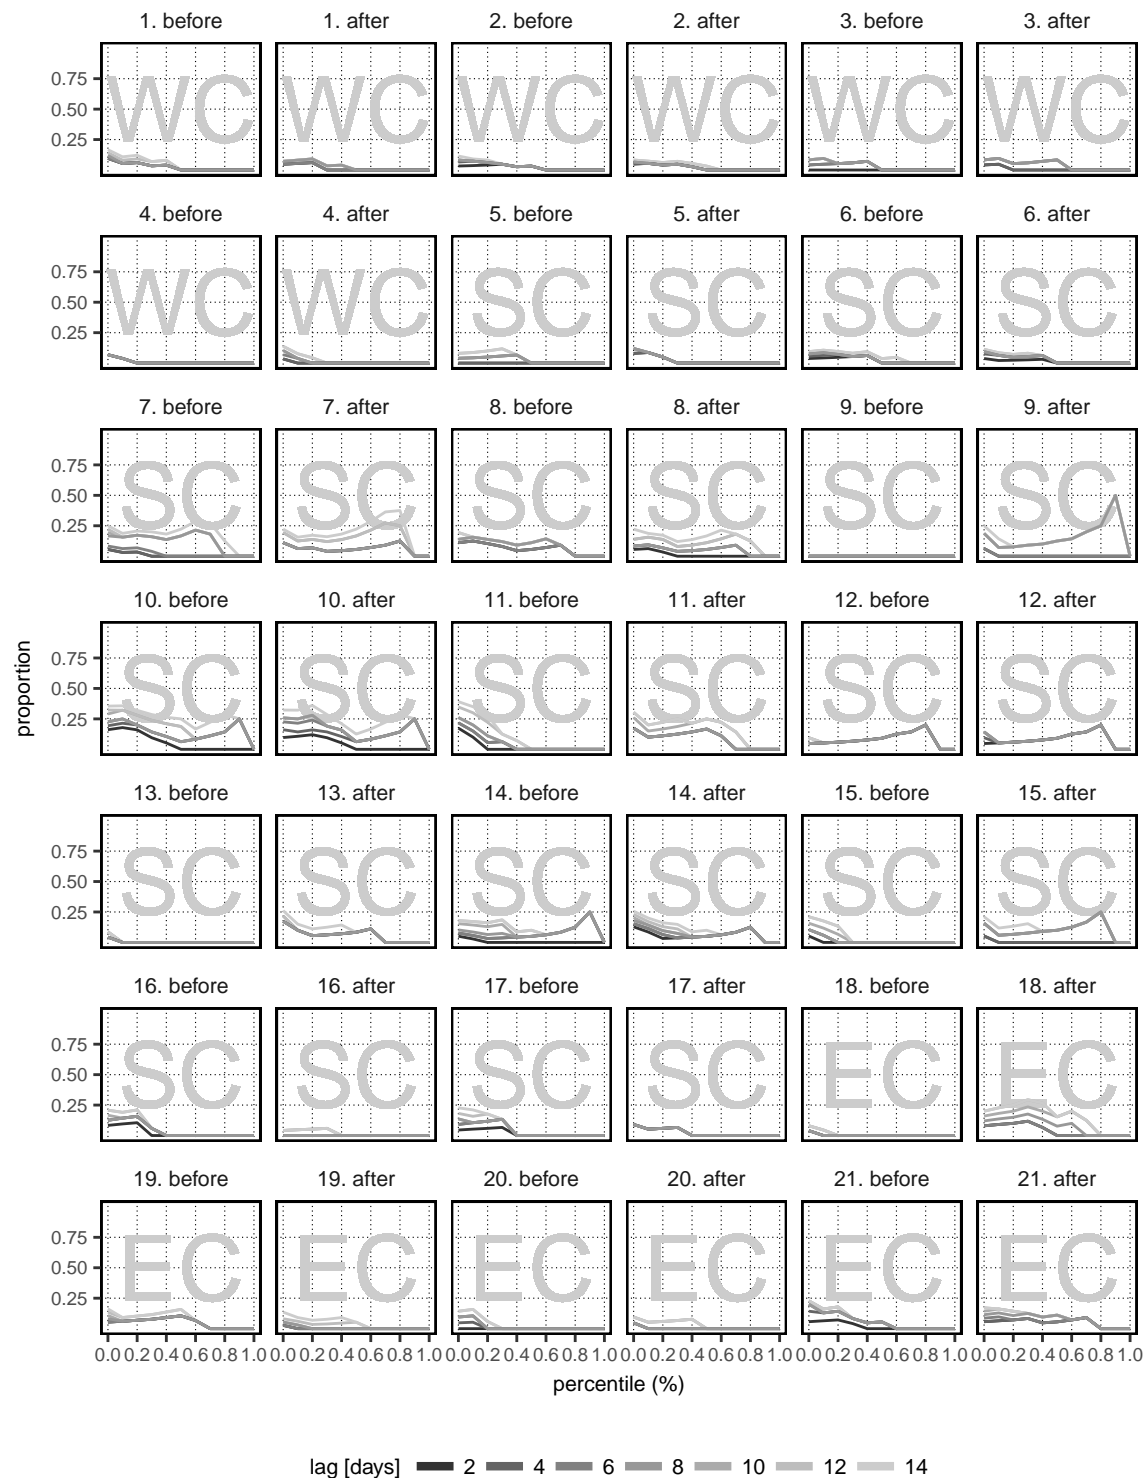 1. before 1. after 2. before 2. after 3. before 3. after
0.75
0.50
0.25
WC WC WC WC WC WC
4. before 4. after 5. before 5. after 6. before 6. after
0.75
0.50
0.25
WC WC SC SC SC SC
7. before 7. after 8. before 8. after 9. before 9. after
0.75
0.50
0.25
SC SC SC SC SC
10. before 10. after 11. before 11. after 12. before 12. after
proportion
0.75
0.50
0.25
SC SC SC SC SC SC
13. before 13. after 14. before 14. after 15. before 15. after
0.75
0.50
0.25
SC SC SC SC SC SC
16. before 16. after 17. before 17. after 18. before 18. after
0.75
0.50
0.25
SC SC SC SC EC EC
19. before 19. after 20. before 20. after 21. before 21. after
0.75
0.50
0.25
EC EC EC EC EC EC
0.0 0.2 0.4 0.6 0.8 1.0 0.0 0.2 0.4 0.6 0.8 1.0 0.0 0.2 0.4 0.6 0.8 1.0 0.0 0.2 0.4 0.6 0.8 1.0 0.0 0.2 0.4 0.6 0.8 1.0 0.0 0.2 0.4 0.6 0.8 1.0
percentile (%)
lag [days] 2 4 6 8 10 12 14